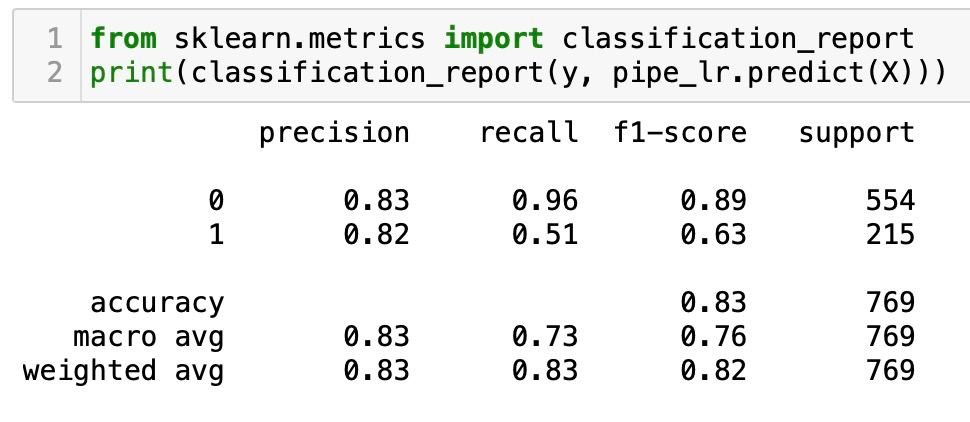 1 from sklearn.metrics import classification_report
2 print(classification_report(y, pipe_lr.predict(X)))
precision recall f1-score support
0 0.83 0.96 0.89 554
1 0.82 0.51 0.63 215
accuracy 0.83 769
macro avg 0.83 0.73 0.76 769
weighted avg 0.83 0.83 0.82 769